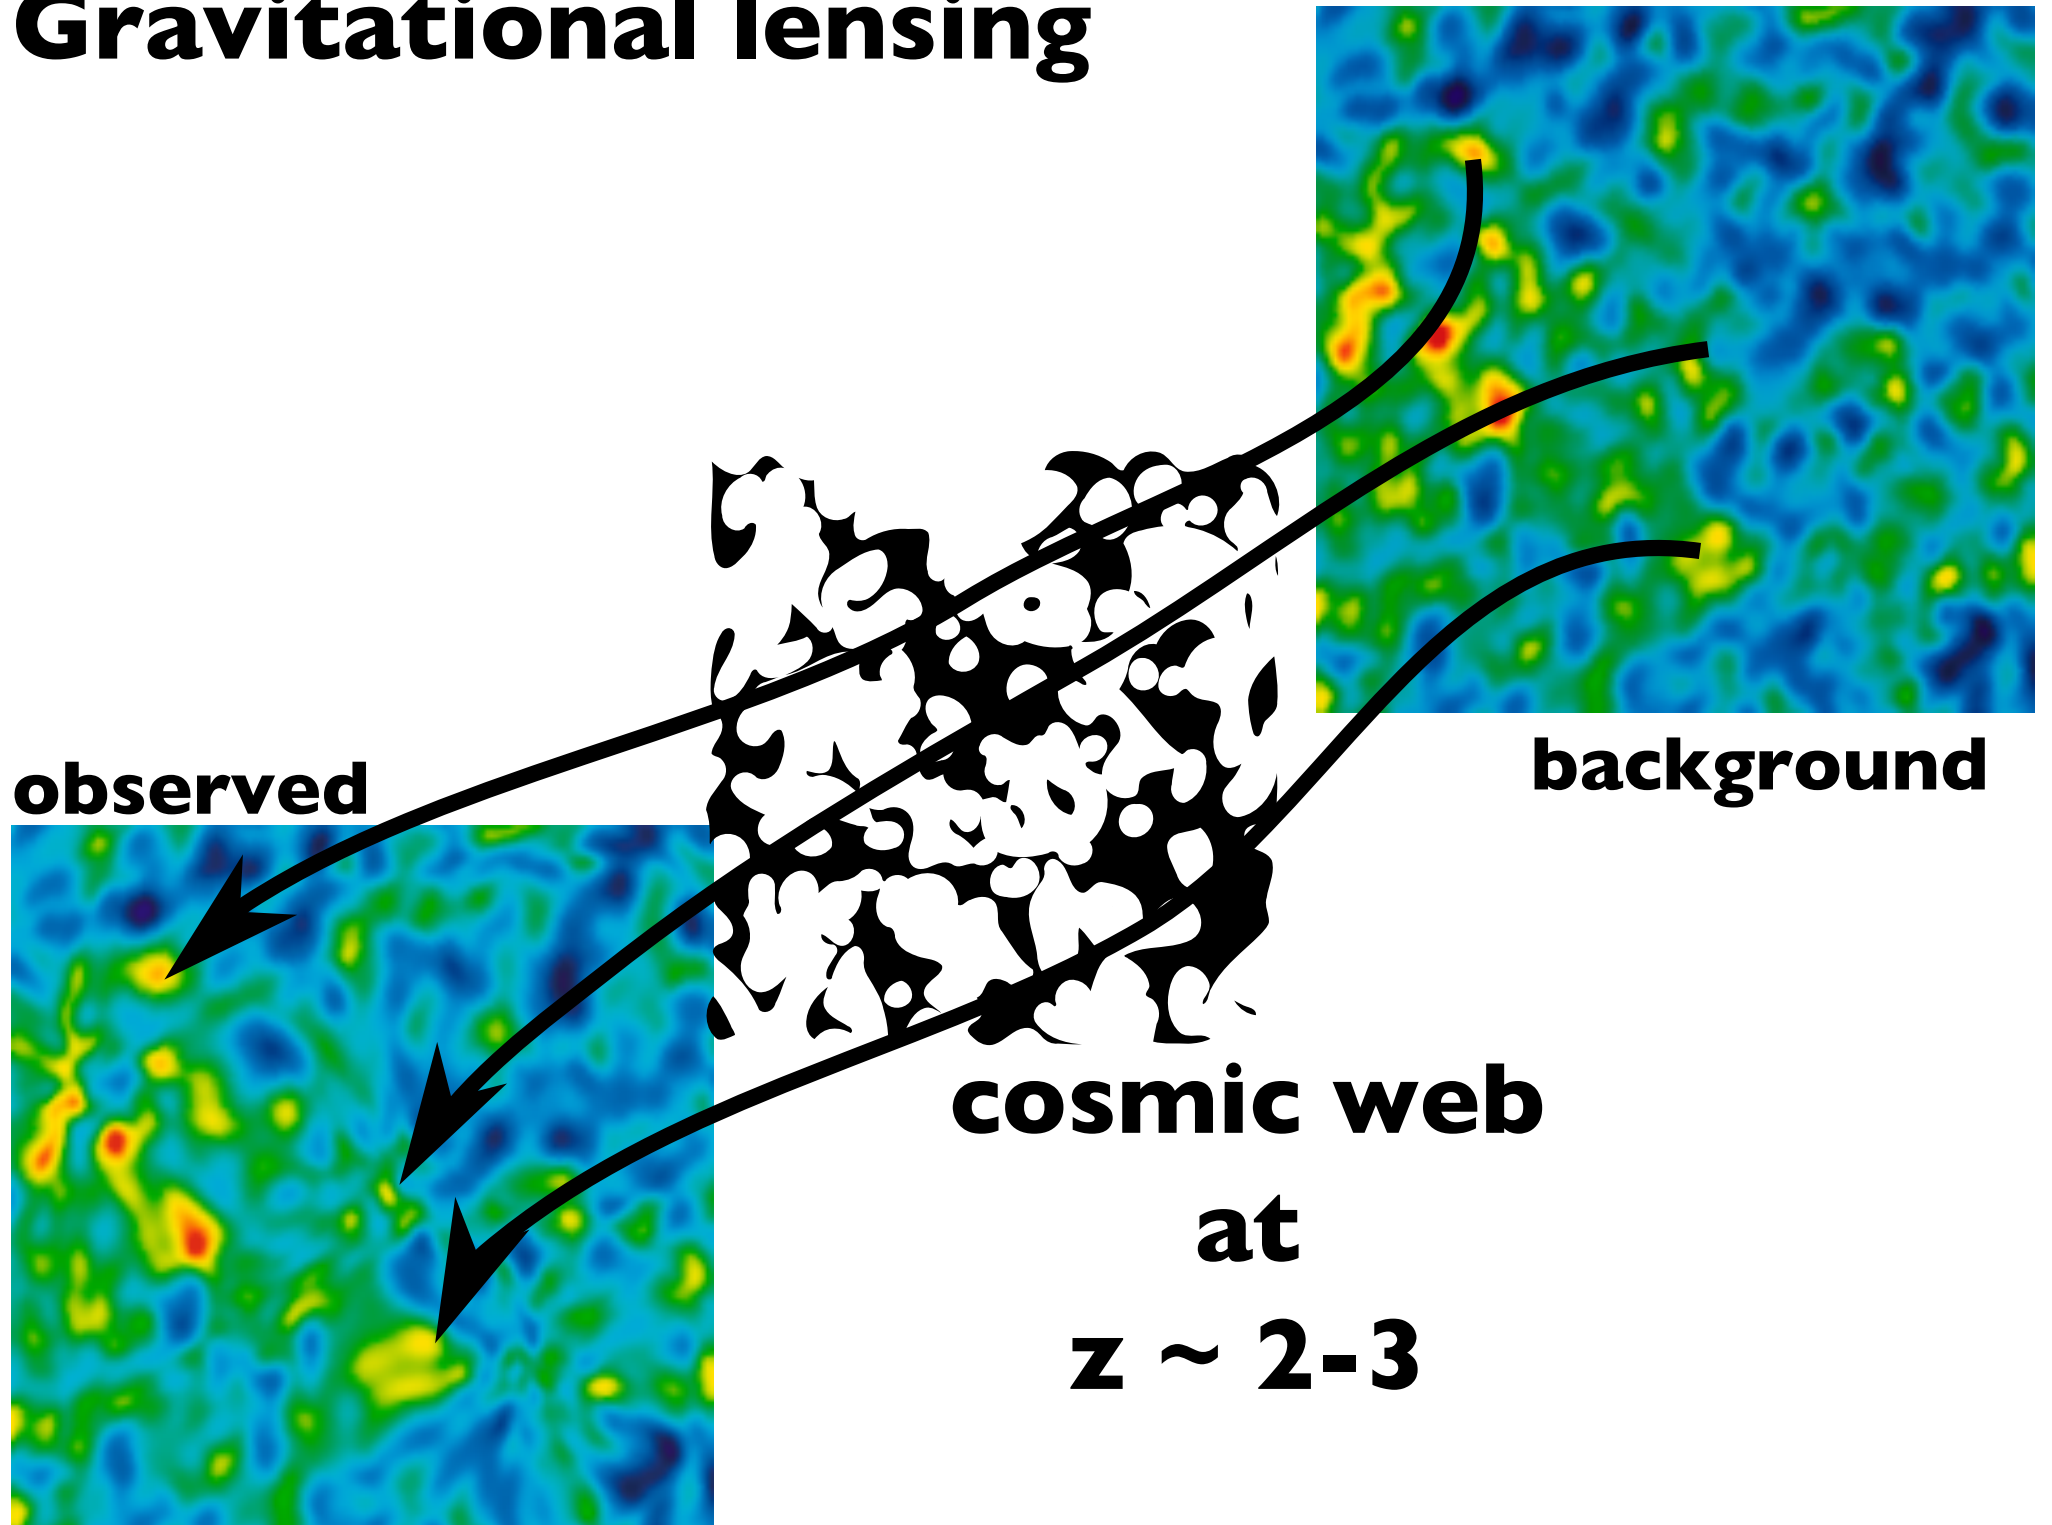 Gravitational lensing
background
observed
cosmic web
at
z ~ 2-3